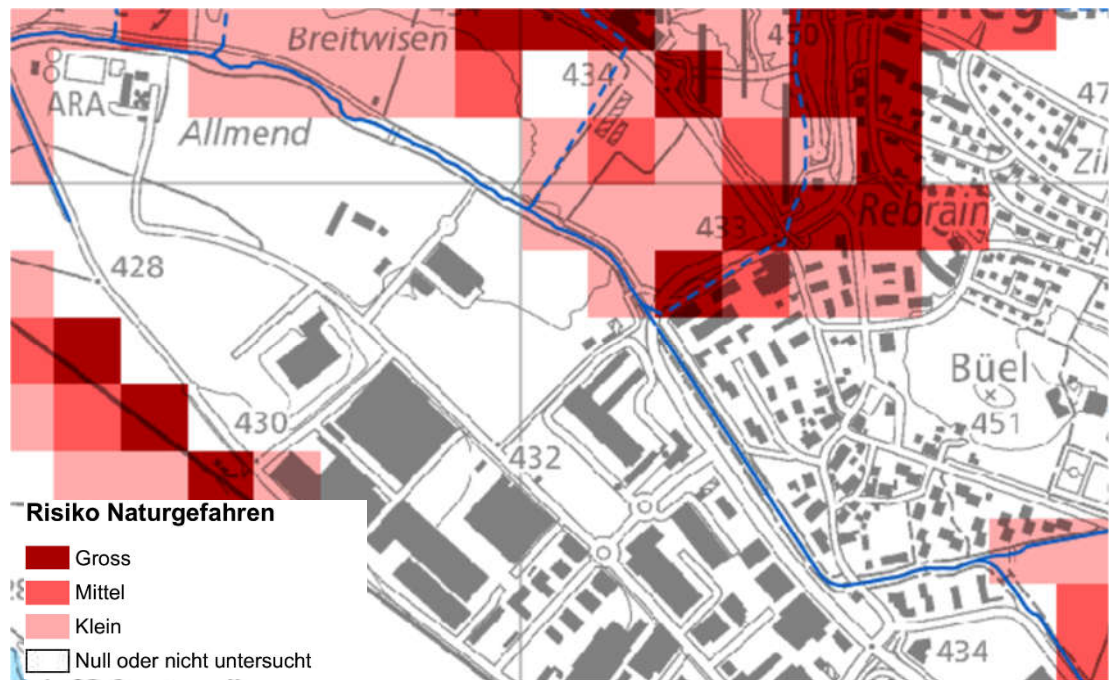 Breitwisen
450
434
ARA
47
Allmend
Rebrain
433
428
Büel
451
430
432
Risiko Naturgefahren
Gross
Mittel
Klein
Null oder nicht untersucht
434